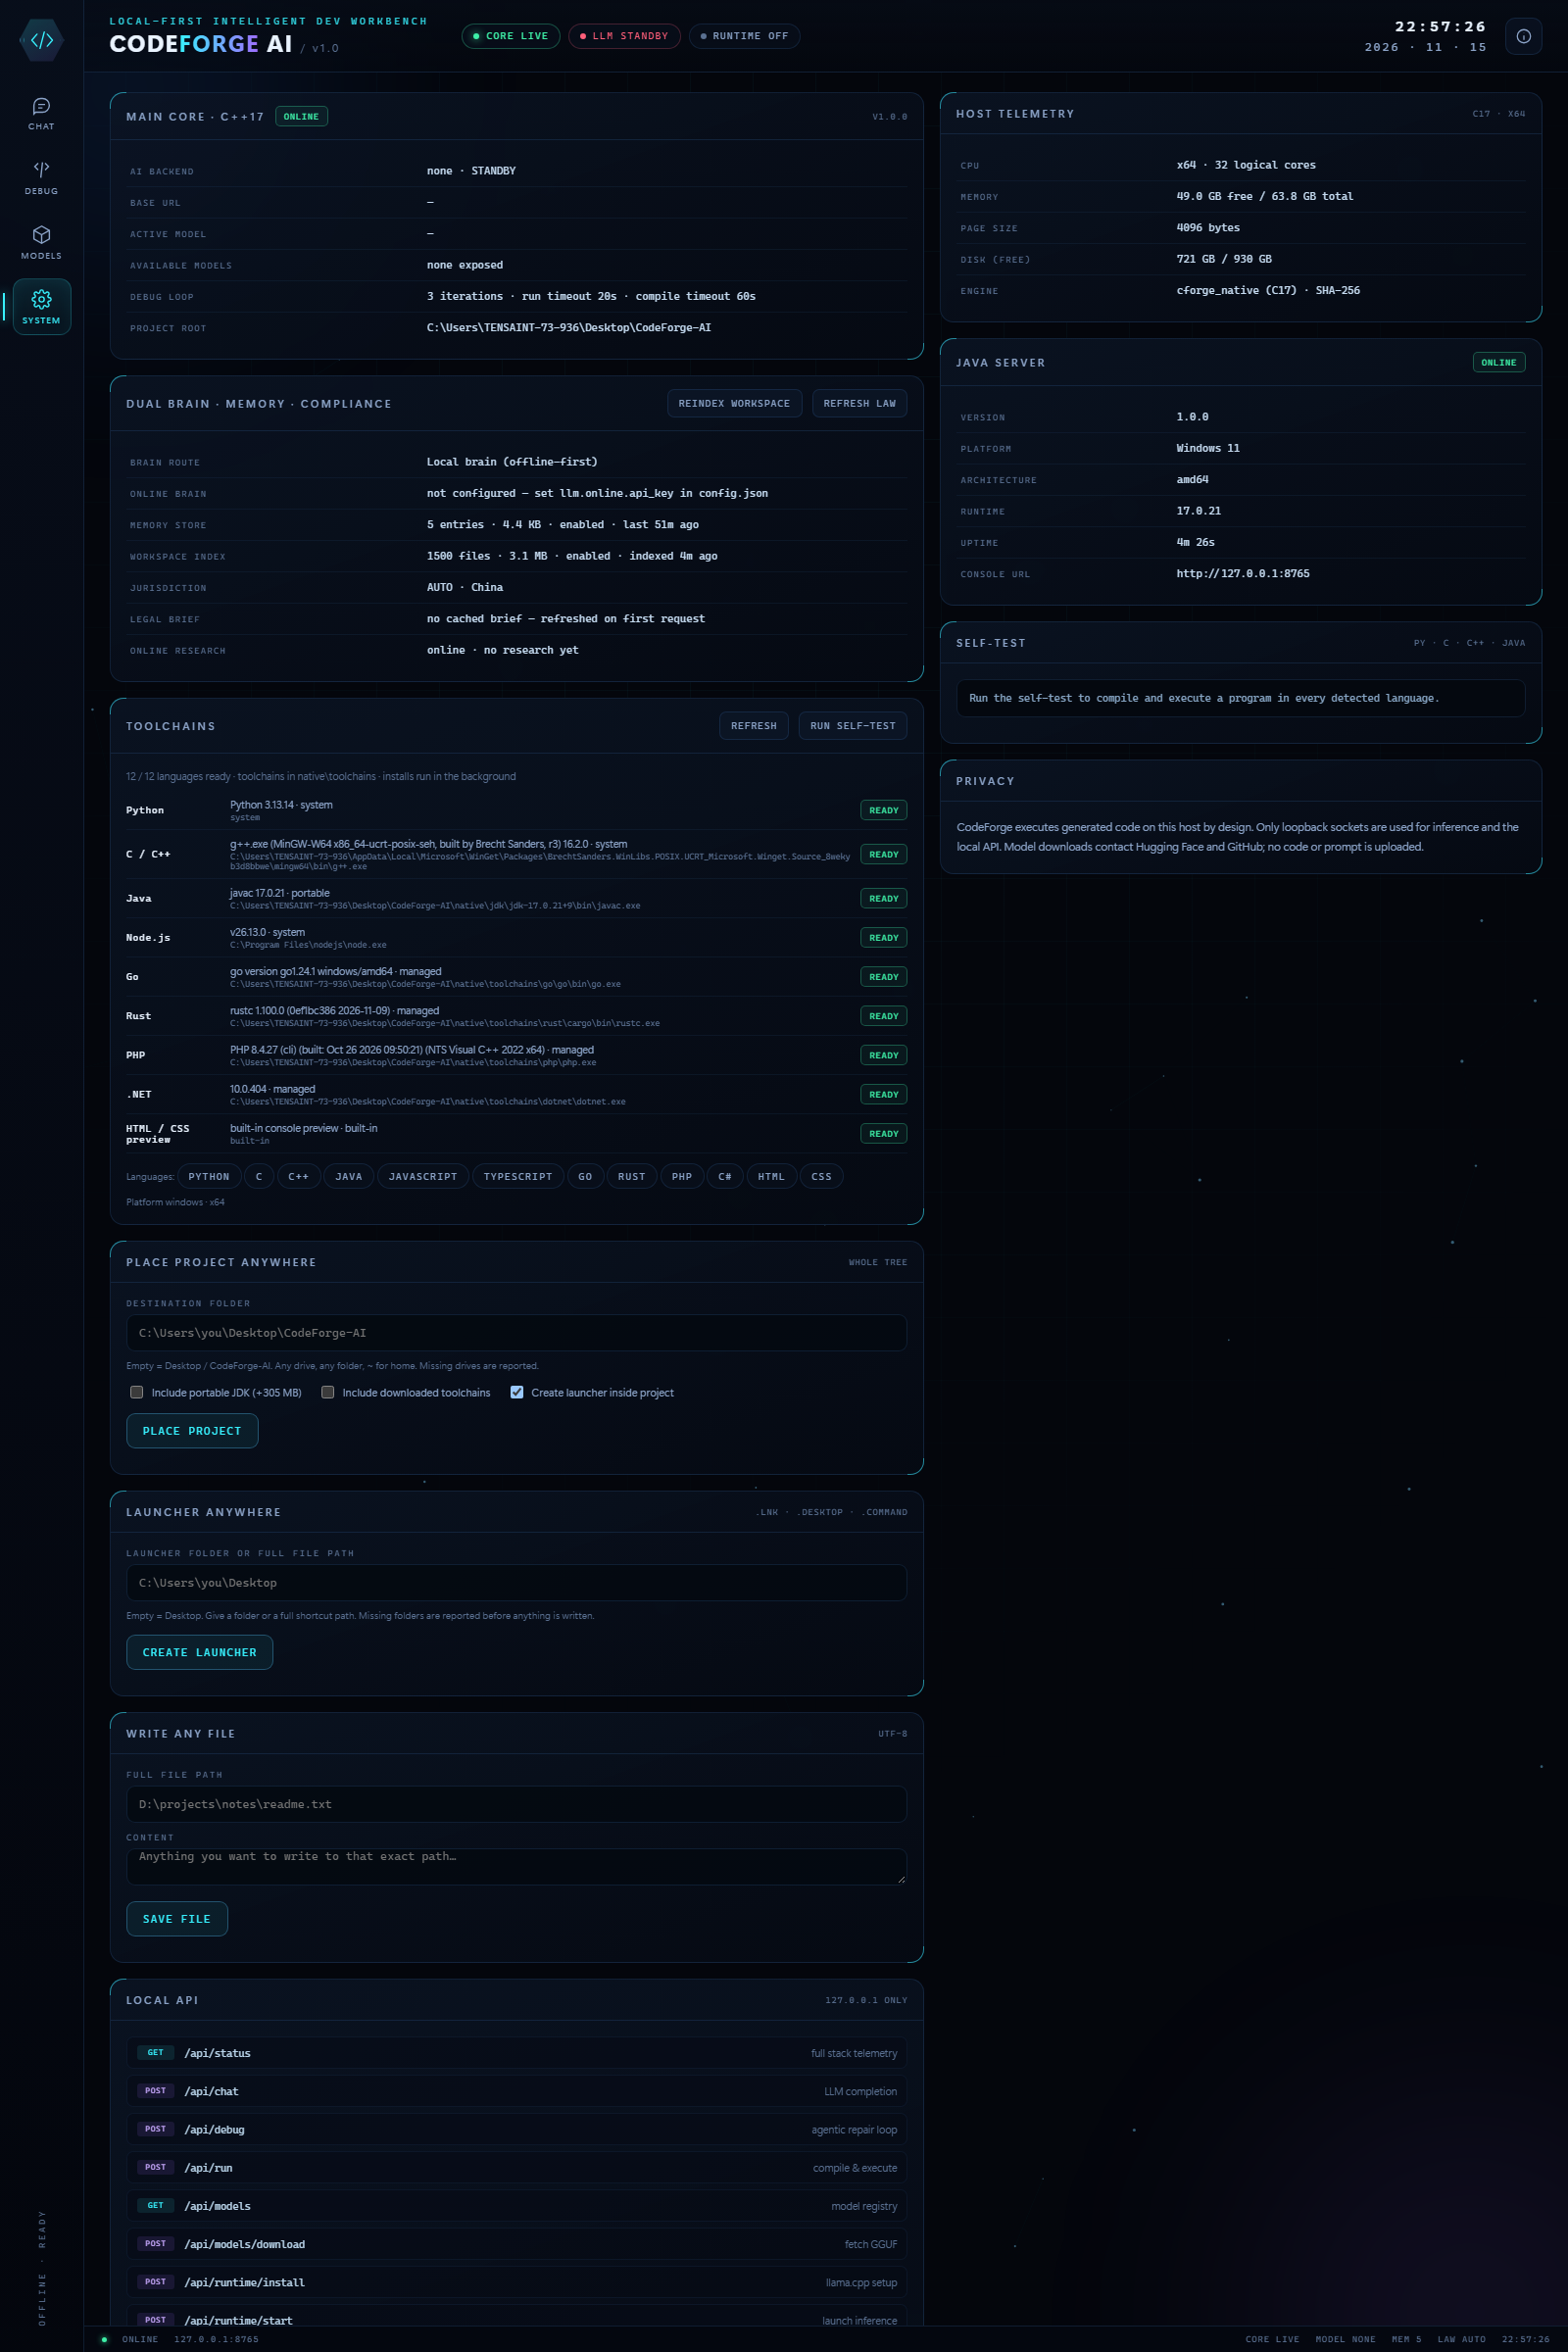 LOCAL-FIRST INTELLIGENT DEV WORKBENCH
CODEFORGE AI / v1.0
CORE LIVE
LLM STANDBY
RUNTIME OFF
22:57:26
2026 · 11 · 15
CHAT
DEBUG
MODELS
SYSTEM
OFFLINE · READY
MAIN CORE · C++17 ONLINE V1.0.0
AI BACKEND none · STANDBY
BASE URL —
ACTIVE MODEL —
AVAILABLE MODELS none exposed
DEBUG LOOP 3 iterations · run timeout 20s · compile timeout 60s
PROJECT ROOT C:\Users\TENSAINT-73-936\Desktop\CodeForge-AI
DUAL BRAIN · MEMORY · COMPLIANCE REINDEX WORKSPACE REFRESH LAW
BRAIN ROUTE Local brain (offline-first)
ONLINE BRAIN not configured — set llm.online.api_key in config.json
MEMORY STORE 5 entries · 4.4 KB · enabled · last 51m ago
WORKSPACE INDEX 1500 files · 3.1 MB · enabled · indexed 4m ago
JURISDICTION AUTO · China
LEGAL BRIEF no cached brief — refreshed on first request
ONLINE RESEARCH online · no research yet
TOOLCHAINS REFRESH RUN SELF-TEST
12 / 12 languages ready · toolchains in native\toolchains · installs run in the background
Python Python 3.13.14 · system READY
system
C / C++ g++.exe (MinGW-W64 x86_64-ucrt-posix-seh, built by Brecht Sanders, r3) 16.2.0 · system READY
C:\Users\TENSAINT-73-936\AppData\Local\Microsoft\WinGet\Packages\BrechtSanders.WinLibs.POSIX.UCRT_Microsoft.Winget.Source_8weky
b3d8bbwe\mingw64\bin\g++.exe
Java javac 17.0.21 · portable READY
C:\Users\TENSAINT-73-936\Desktop\CodeForge-AI\native\jdk\jdk-17.0.21+9\bin\javac.exe
Node.js v26.13.0 · system READY
C:\Program Files\nodejs\node.exe
Go go version go1.24.1 windows/amd64 · managed READY
C:\Users\TENSAINT-73-936\Desktop\CodeForge-AI\native\toolchains\go\go\bin\go.exe
Rust rustc 1.100.0 (0ef1bc386 2026-11-09) · managed READY
C:\Users\TENSAINT-73-936\Desktop\CodeForge-AI\native\toolchains\rust\cargo\bin\rustc.exe
PHP PHP 8.4.27 (cli) (built: Oct 26 2026 09:50:21) (NTS Visual C++ 2022 x64) · managed READY
C:\Users\TENSAINT-73-936\Desktop\CodeForge-AI\native\toolchains\php\php.exe
.NET 10.0.404 · managed READY
C:\Users\TENSAINT-73-936\Desktop\CodeForge-AI\native\toolchains\dotnet\dotnet.exe
HTML / CSS preview built-in console preview · built-in READY
built-in
Languages: PYTHON C C++ JAVA JAVASCRIPT TYPESCRIPT GO RUST PHP C# HTML CSS
Platform windows · x64
PLACE PROJECT ANYWHERE WHOLE TREE
DESTINATION FOLDER
C:\Users\you\Desktop\CodeForge-AI
Empty = Desktop / CodeForge-AI. Any drive, any folder, ~ for home. Missing drives are reported.
Include portable JDK (+305 MB) Include downloaded toolchains Create launcher inside project
PLACE PROJECT
LAUNCHER ANYWHERE .LNK · .DESKTOP · .COMMAND
LAUNCHER FOLDER OR FULL FILE PATH
C:\Users\you\Desktop
Empty = Desktop. Give a folder or a full shortcut path. Missing folders are reported before anything is written.
CREATE LAUNCHER
WRITE ANY FILE UTF-8
FULL FILE PATH
D:\projects\notes\readme.txt
CONTENT
Anything you want to write to that exact path…
SAVE FILE
LOCAL API 127.0.0.1 ONLY
GET /api/status full stack telemetry
POST /api/chat LLM completion
POST /api/debug agentic repair loop
POST /api/run compile & execute
GET /api/models model registry
POST /api/models/download fetch GGUF
POST /api/runtime/install llama.cpp setup
POST /api/runtime/start launch inference
HOST TELEMETRY C17 · X64
CPU x64 · 32 logical cores
MEMORY 49.0 GB free / 63.8 GB total
PAGE SIZE 4096 bytes
DISK (FREE) 721 GB / 930 GB
ENGINE cforge_native (C17) · SHA-256
JAVA SERVER ONLINE
VERSION 1.0.0
PLATFORM Windows 11
ARCHITECTURE amd64
RUNTIME 17.0.21
UPTIME 4m 26s
CONSOLE URL http://127.0.0.1:8765
SELF-TEST PY · C · C++ · JAVA
Run the self-test to compile and execute a program in every detected language.
PRIVACY
CodeForge executes generated code on this host by design. Only loopback sockets are used for inference and the
local API. Model downloads contact Hugging Face and GitHub; no code or prompt is uploaded.
ONLINE 127.0.0.1:8765 CORE LIVE MODEL NONE MEM 5 LAW AUTO 22:57:26